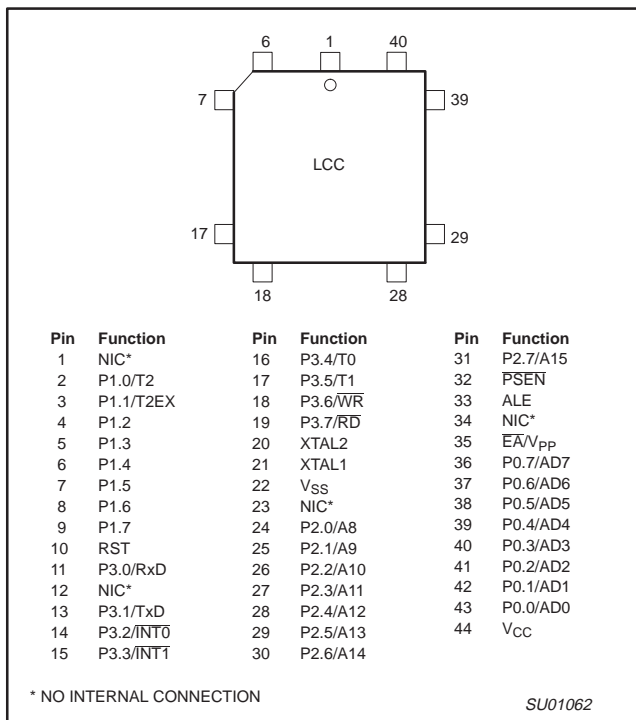 6 1 40
7 39
LCC
17 29
18 28
Pin Function Pin Function Pin Function
1 NIC* 16 P3.4/T0 31 P2.7/A15
2 P1.0/T2 17 P3.5/T1 32 P̅S̅E̅N̅
3 P1.1/T2EX 18 P3.6/W̅R̅ 33 ALE
4 P1.2 19 P3.7/R̅D̅ 34 NIC*
5 P1.3 20 XTAL2 35 E̅A̅/VPP
6 P1.4 21 XTAL1 36 P0.7/AD7
7 P1.5 22 VSS 37 P0.6/AD6
8 P1.6 23 NIC* 38 P0.5/AD5
9 P1.7 24 P2.0/A8 39 P0.4/AD4
10 RST 25 P2.1/A9 40 P0.3/AD3
11 P3.0/RxD 26 P2.2/A10 41 P0.2/AD2
12 NIC* 27 P2.3/A11 42 P0.1/AD1
13 P3.1/TxD 28 P2.4/A12 43 P0.0/AD0
14 P3.2/I̅N̅T̅0̅ 29 P2.5/A13 44 VCC
15 P3.3/I̅N̅T̅1̅ 30 P2.6/A14
* NO INTERNAL CONNECTION
SU01062